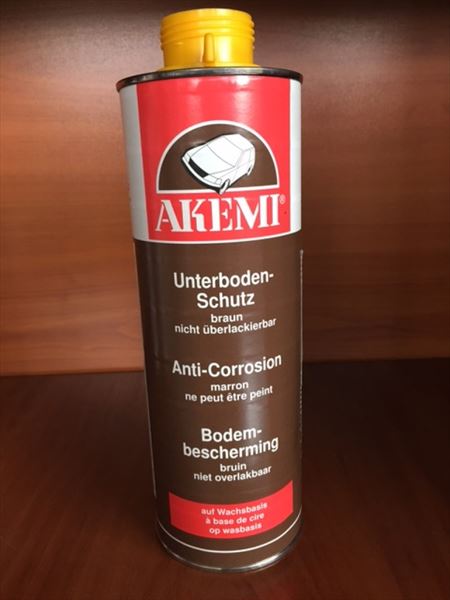 AKEMI®
Unterboden-
Schutz
braun
nicht überlackierbar
Anti-Corrosion
marron
ne peut être peint
Bodem-
bescherming
bruin
niet overlakbaar
auf Wachsbasis
à base de cire
op wasbasis